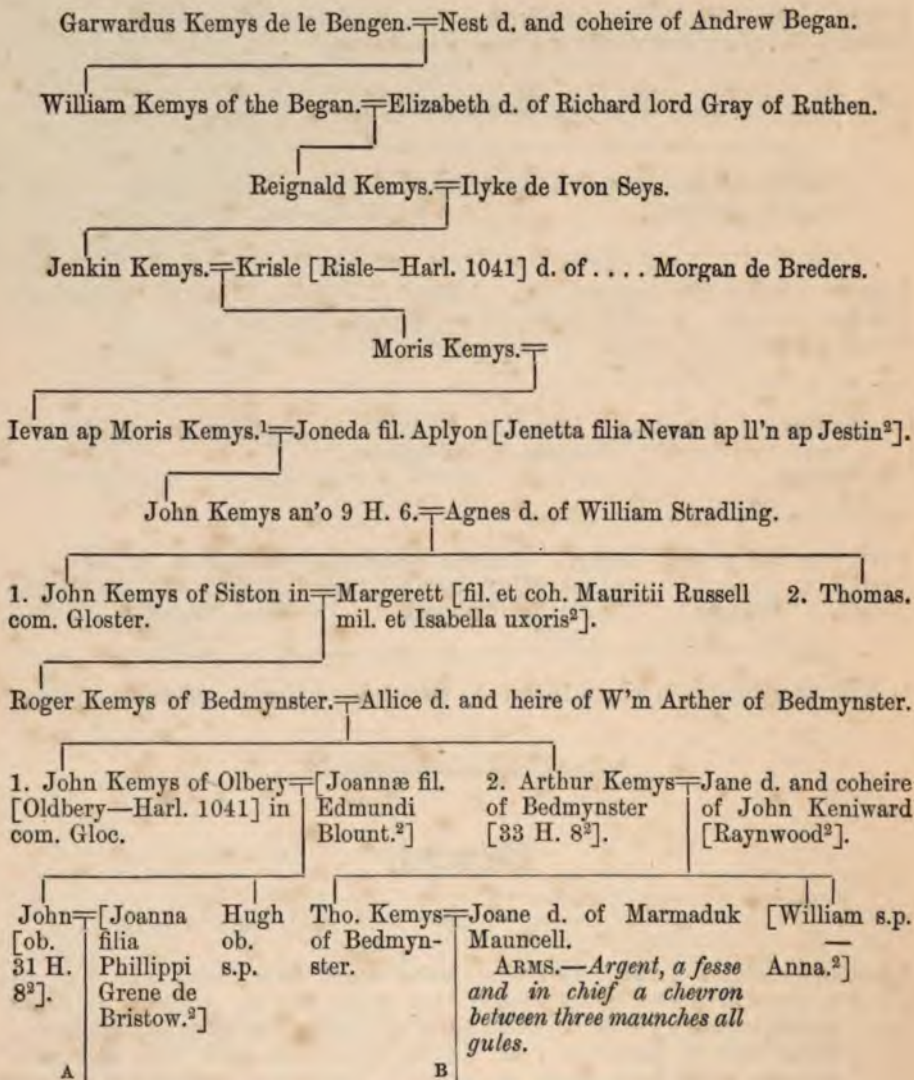 Garwardus Kemys de le Bengen.=Nest d. and coheire of Andrew Began.
William Kemys of the Began.=Elizabeth d. of Richard lord Gray of Ruthen.
Reignald Kemys.=Ilyke de Ivon Seys.
Jenkin Kemys.=Krisle [Risle—Harl. 1041] d. of .... Morgan de Breders.
Moris Kemys.=
Ievan ap Moris Kemys.¹=Joneda fil. Aplyon [Jenetta filia Nevan ap ll'n ap Jestin²].
John Kemys an'o 9 H. 6.=Agnes d. of William Stradling.
1. John Kemys of Siston in=Margerett [fil. et coh. Mauritii Russell 2. Thomas.
com. Gloster. mil. et Isabella uxoris²].
Roger Kemys of Bedmynster.=Allice d. and heire of W'm Arther of Bedmynster.
1. John Kemys of Olbery=[Joannæ fil. 2. Arthur Kemys=Jane d. and coheire
[Oldbery—Harl. 1041] in Edmundi of Bedmynster of John Keniward
com. Gloc. Blount.²] [33 H. 8²]. [Raynwood²].
John=[Joanna Hugh Tho. Kemys=Joane d. of Marmaduk [William s.p.
[ob. filia ob. of Bedmyn- Mauncell. —
31 H. Phillippi s.p. ster. ARMS.—Argent, a fesse Anna.²]
8²]. Grene de and in chief a chevron
Bristow.²] between three maunches all
gules.
A B